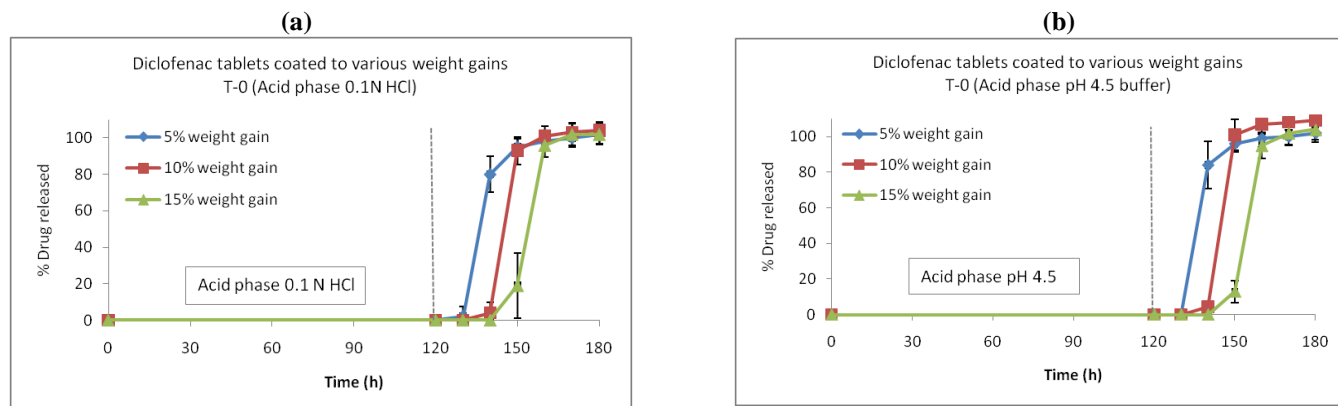 (a)
Diclofenac tablets coated to various weight gains
T-0 (Acid phase 0.1N HCl)
5% weight gain
10% weight gain
15% weight gain
% Drug released
100
80
60
40
20
0
Acid phase 0.1 N HCl
0 30 60 90 120 150 180
Time (h)
(b)
Diclofenac tablets coated to various weight gains
T-0 (Acid phase pH 4.5 buffer)
5% weight gain
10% weight gain
15% weight gain
% Drug released
100
80
60
40
20
0
Acid phase pH 4.5
0 30 60 90 120 150 180
Time (h)